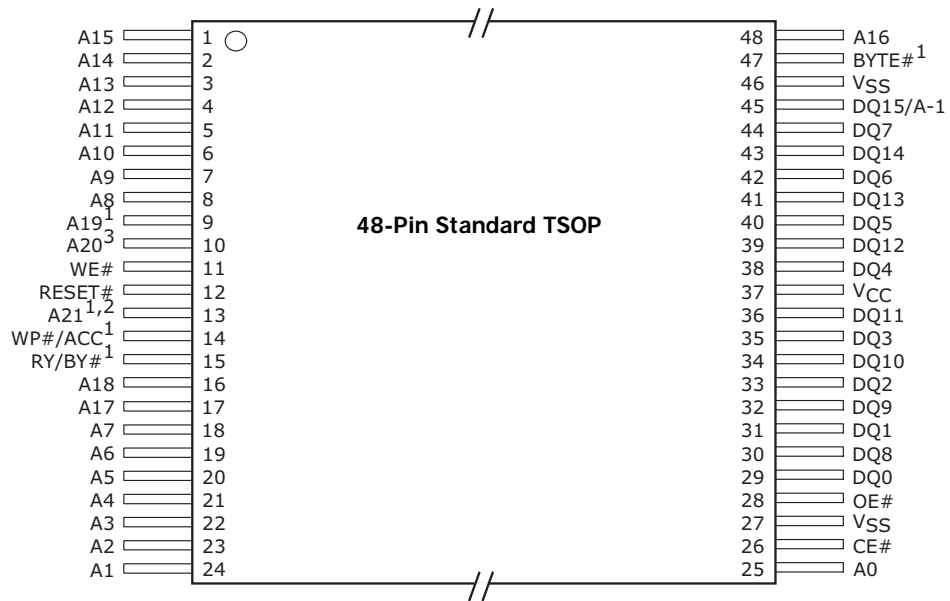 A15 1 48 A16
A14 2 47 BYTE#1
A13 3 46 VSS
A12 4 45 DQ15/A-1
A11 5 44 DQ7
A10 6 43 DQ14
A9 7 42 DQ6
A8 8 41 DQ13
A191 9 40 DQ5
A203 10 39 DQ12
WE# 11 38 DQ4
RESET# 12 37 VCC
A211,2 13 36 DQ11
WP#/ACC1 14 35 DQ3
RY/BY#1 15 34 DQ10
A18 16 33 DQ2
A17 17 32 DQ9
A7 18 31 DQ1
A6 19 30 DQ8
A5 20 29 DQ0
A4 21 28 OE#
A3 22 27 VSS
A2 23 26 CE#
A1 24 25 A0
48-Pin Standard TSOP